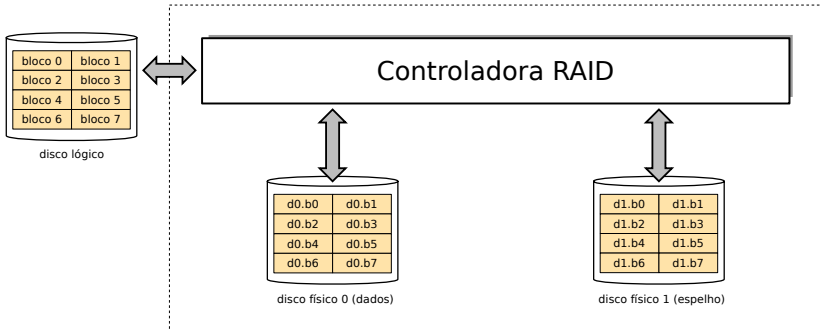 Controladora RAID
bloco 0 bloco 1
bloco 2 bloco 3
bloco 4 bloco 5
bloco 6 bloco 7
disco lógico
d0.b0 d0.b1
d0.b2 d0.b3
d0.b4 d0.b5
d0.b6 d0.b7
disco físico 0 (dados)
d1.b0 d1.b1
d1.b2 d1.b3
d1.b4 d1.b5
d1.b6 d1.b7
disco físico 1 (espelho)